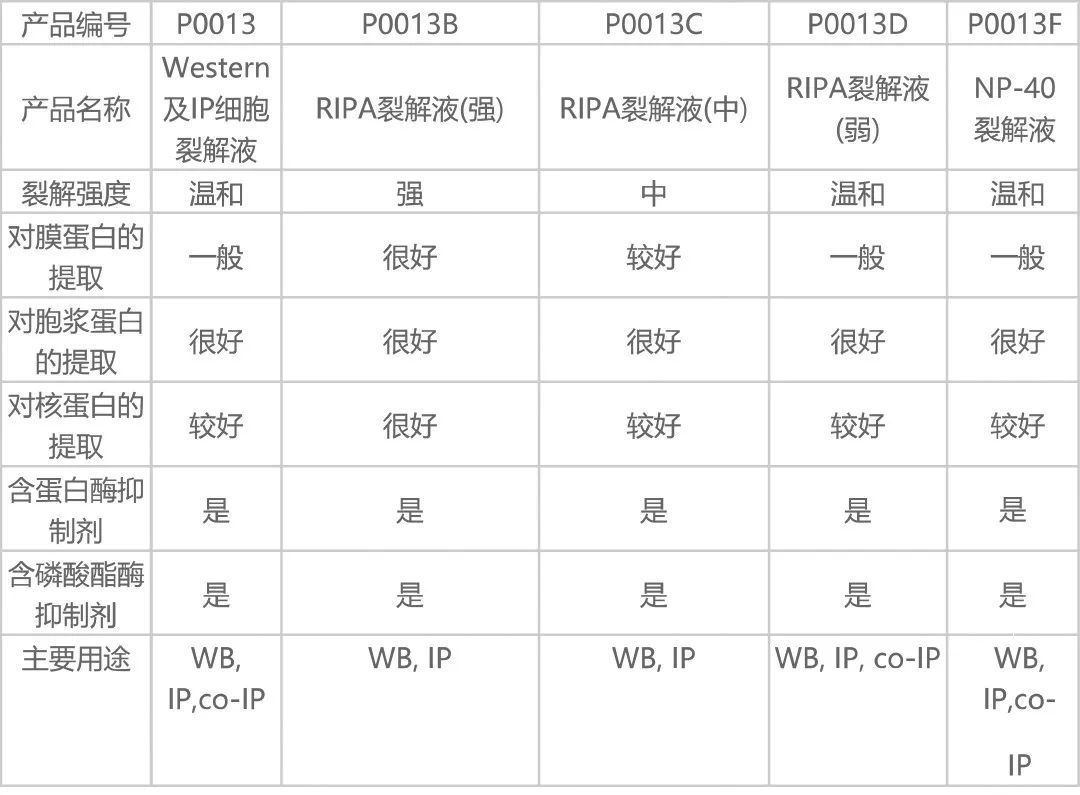 产品编号 P0013 P0013B P0013C P0013D P0013F
产品名称 Western及IP细胞裂解液 RIPA裂解液(强) RIPA裂解液(中) RIPA裂解液(弱) NP-40裂解液
裂解强度 温和 强 中 温和 温和
对膜蛋白的提取 一般 很好 较好 一般 一般
对胞浆蛋白的提取 很好 很好 很好 很好 很好
对核蛋白的提取 较好 很好 较好 较好 较好
含蛋白酶抑制剂 是 是 是 是 是
含磷酸酯酶抑制剂 是 是 是 是 是
主要用途 WB, IP,co-IP WB, IP WB, IP WB, IP, co-IP WB, IP,co-IP